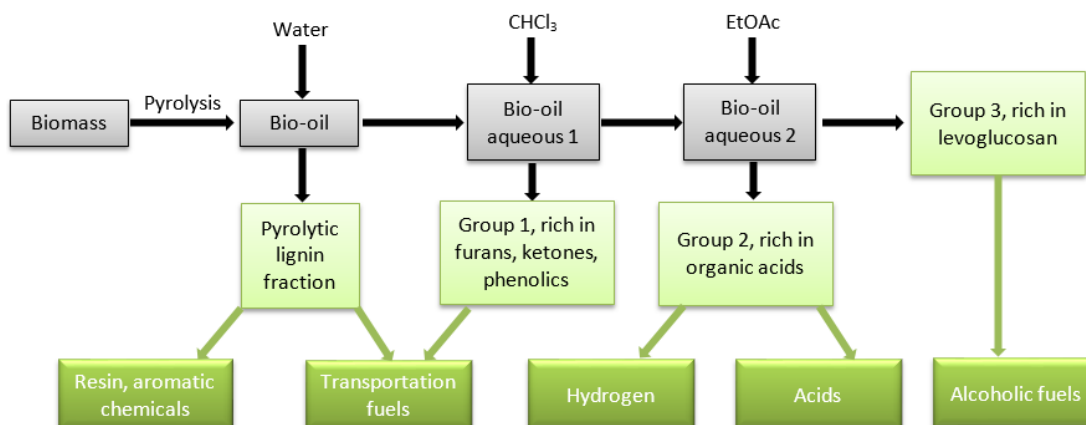 Water
CHCl₃
EtOAc
Biomass
Pyrolysis
Bio-oil
Bio-oil
aqueous 1
Bio-oil
aqueous 2
Group 3, rich in
levoglucosan
Pyrolytic
lignin
fraction
Group 1, rich in
furans, ketones,
phenolics
Group 2, rich in
organic acids
Resin, aromatic
chemicals
Transportation
fuels
Hydrogen
Acids
Alcoholic fuels